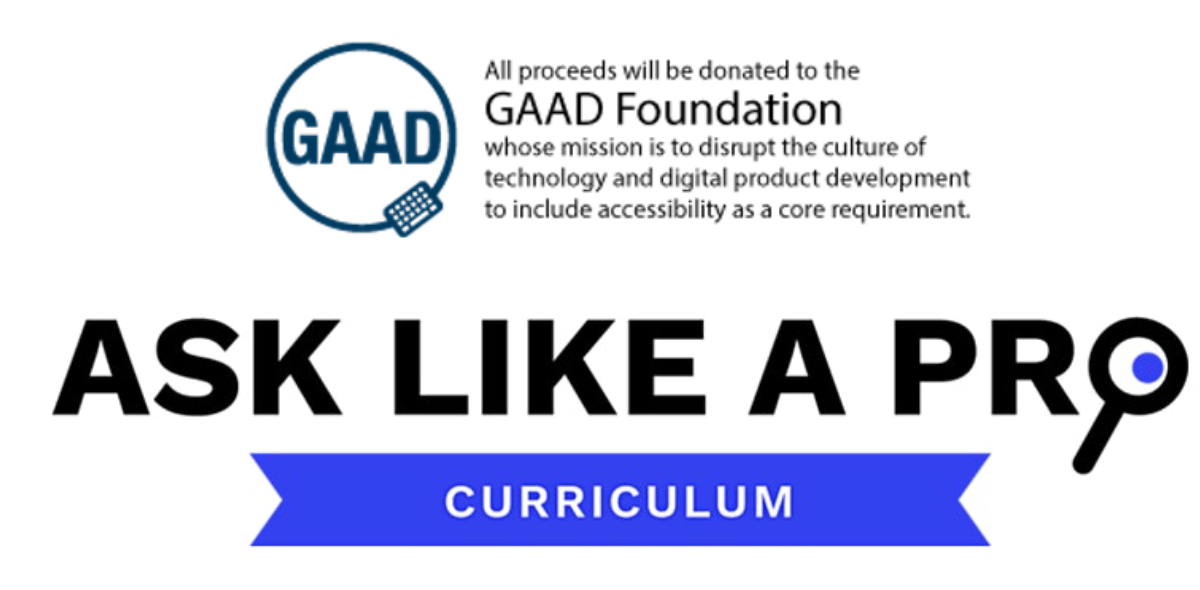 GAAD
All proceeds will be donated to the
GAAD Foundation
whose mission is to disrupt the culture of
technology and digital product development
to include accessibility as a core requirement.
ASK LIKE A PRO
CURRICULUM